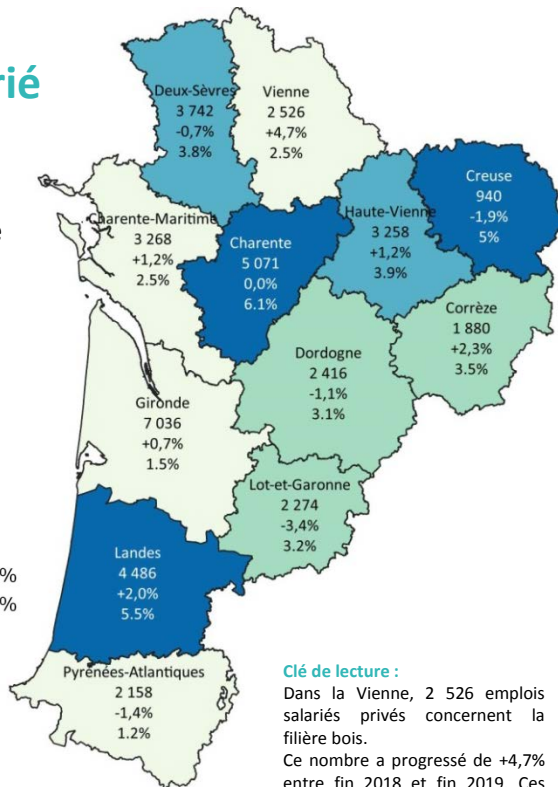 rié
e
Deux-Sèvres
3 742
-0,7%
3.8%
Vienne
2 526
+4,7%
2.5%
Creuse
940
-1,9%
5%
Charente-Maritime
3 268
+1,2%
2.5%
Charente
5 071
0,0%
6.1%
Haute-Vienne
3 258
+1,2%
3.9%
Corrèze
1 880
+2,3%
3.5%
Dordogne
2 416
-1,1%
3.1%
Gironde
7 036
+0,7%
1.5%
Lot-et-Garonne
2 274
-3,4%
3.2%
Landes
4 486
+2,0%
5.5%
%
%
Pyrénées-Atlantiques
2 158
-1,4%
1.2%
Clé de lecture :
Dans la Vienne, 2 526 emplois
salariés privés concernent la
filière bois.
Ce nombre a progressé de +4,7%
entre fin 2018 et fin 2019. Ces